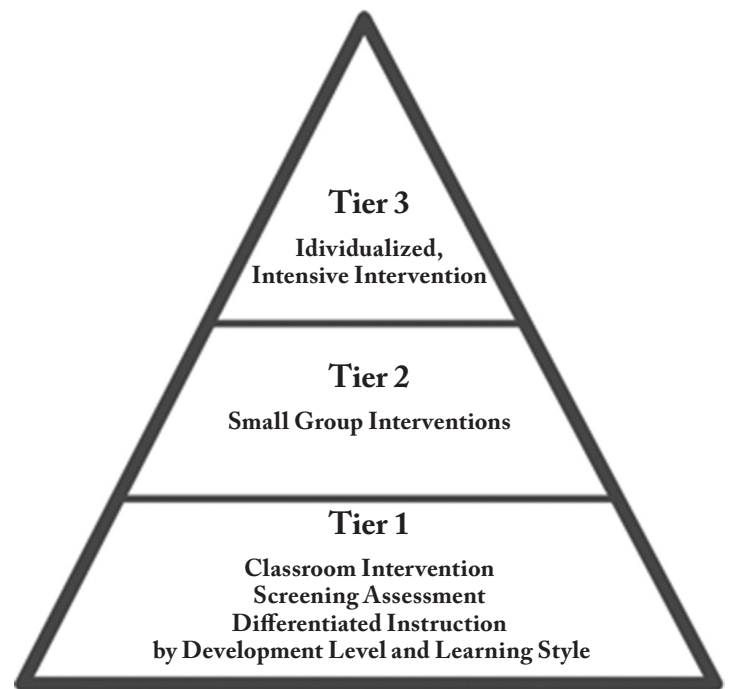 Tier 3
Idividualized,
Intensive Intervention
Tier 2
Small Group Interventions
Tier 1
Classroom Intervention
Screening Assessment
Differentiated Instruction
by Development Level and Learning Style